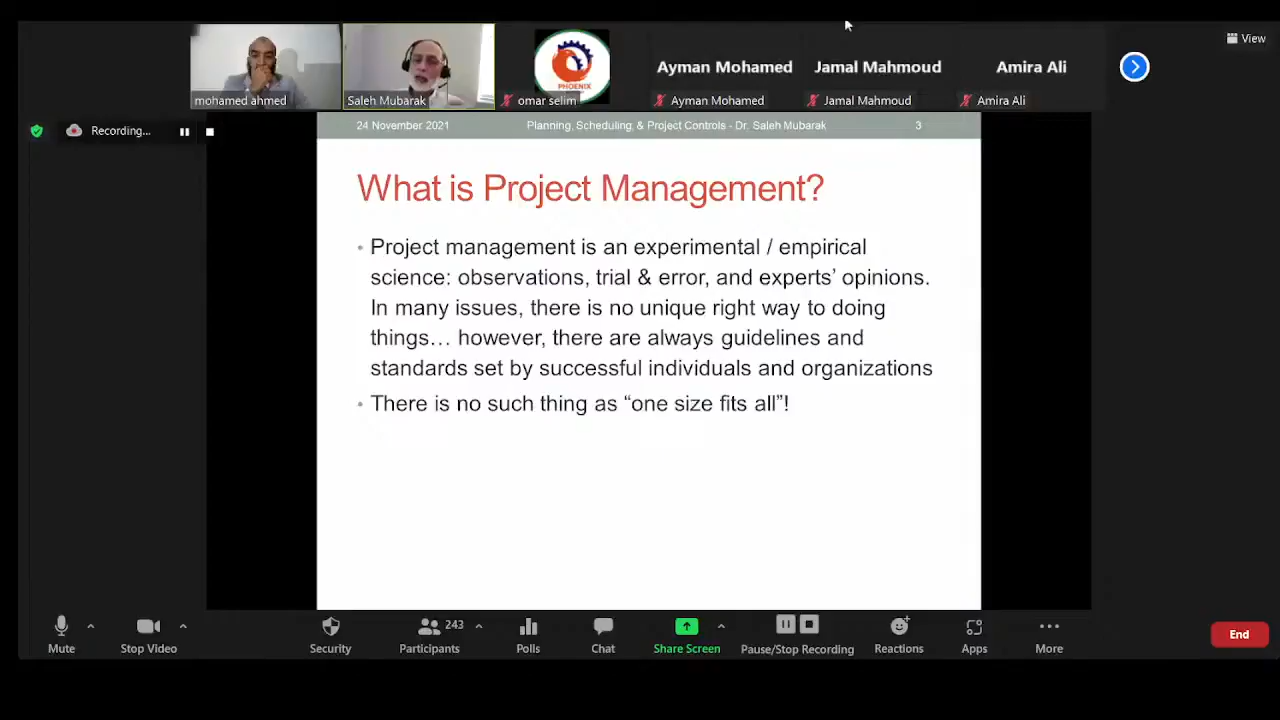 View
PHOENIX
Ayman Mohamed
Jamal Mahmoud
Amira Ali
mohamed ahmed
Saleh Mubarak
omar selim
Ayman Mohamed
Jamal Mahmoud
Amira Ali
Recording...
24 November 2021
Planning, Scheduling, & Project Controls - Dr. Saleh Mubarak
3
What is Project Management?
• Project management is an experimental / empirical
science: observations, trial & error, and experts’ opinions.
In many issues, there is no unique right way to doing
things… however, there are always guidelines and
standards set by successful individuals and organizations
• There is no such thing as “one size fits all”!
243
Mute
Stop Video
Security
Participants
Polls
Chat
Share Screen
Pause/Stop Recording
Reactions
Apps
More
End